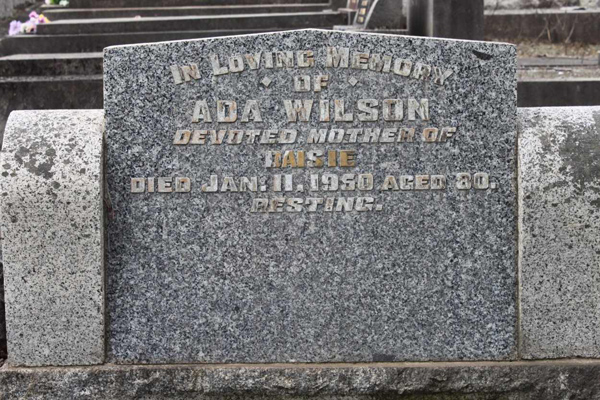 IN LOVING MEMORY
OF
ADA WILSON
DEVOTED MOTHER OF
DAISIE
DIED JAN. 11, 1950, AGED 80.
RESTING.